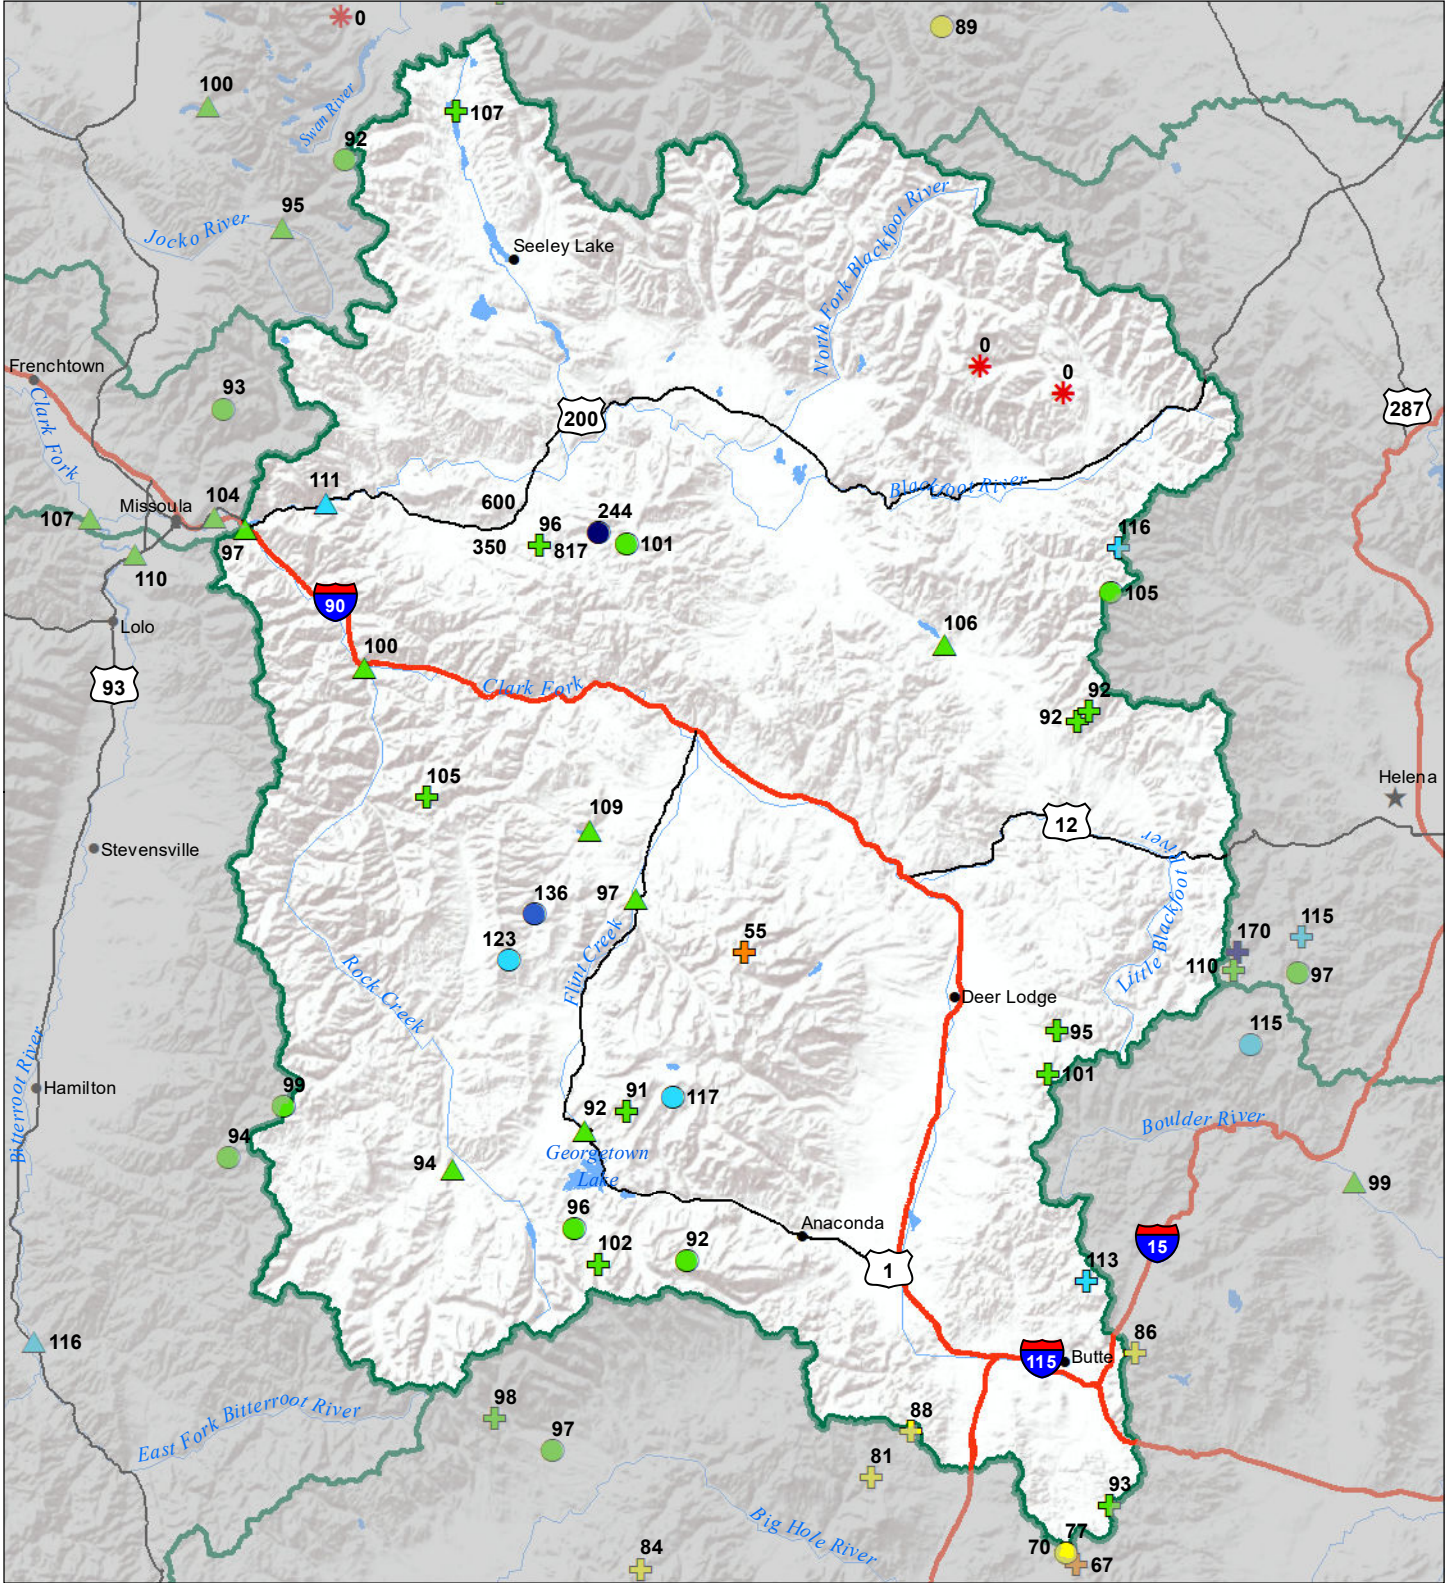 0
89
100
107
Swan River
92
95
Jocko River
North Fork Blackfoot River
Seeley Lake
0
0
Frenchtown
Clark Fork
93
200
287
111
104
Missoula
107
97
110
600
350
96
817
244
101
Blackfoot River
116
105
90
Lolo
93
100
106
Clark Fork
92
92
105
Helena
109
12
Stevensville
Little Blackfoot River
136
97
123
Flint Creek
55
170
115
110
97
Rock Creek
Deer Lodge
95
115
101
Bitterroot River
Hamilton
99
91
117
92
Boulder River
94
Georgetown
Lake
94
99
96
Anaconda
102
92
1
15
113
116
86
115
Butte
East Fork Bitterroot River
98
97
88
81
93
Big Hole River
77
70
67
84